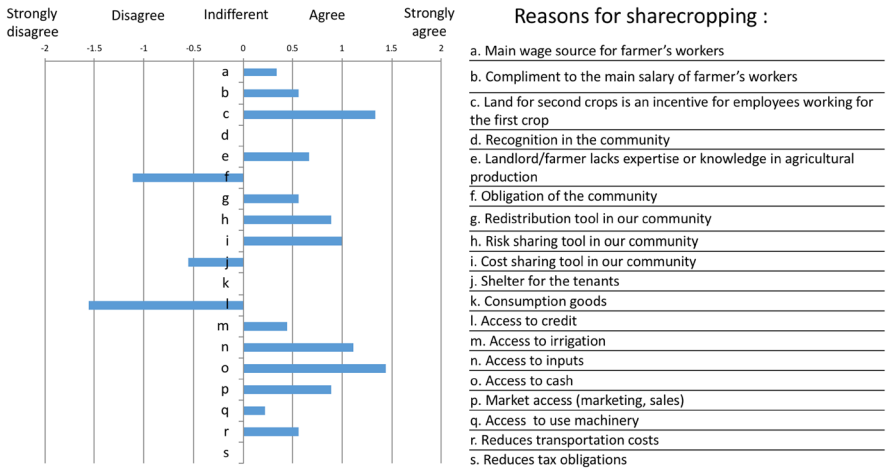 Strongly disagree
Disagree
Indifferent
Agree
Strongly agree
-2 -1.5 -1 -0.5 0 0.5 1 1.5 2
a
b
c
d
e
f
g
h
i
j
k
l
m
n
o
p
q
r
s
Reasons for sharecropping :
a. Main wage source for farmer’s workers
b. Compliment to the main salary of farmer’s workers
c. Land for second crops is an incentive for employees working for
the first crop
d. Recognition in the community
e. Landlord/farmer lacks expertise or knowledge in agricultural
production
f. Obligation of the community
g. Redistribution tool in our community
h. Risk sharing tool in our community
i. Cost sharing tool in our community
j. Shelter for the tenants
k. Consumption goods
l. Access to credit
m. Access to irrigation
n. Access to inputs
o. Access to cash
p. Market access (marketing, sales)
q. Access  to use machinery
r. Reduces transportation costs
s. Reduces tax obligations